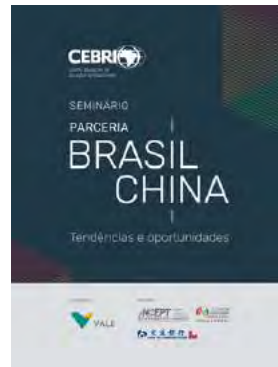 CEBRI
SEMINÁRIO
PARCERIA
BRASIL
CHINA
Tendências e oportunidades
VALE